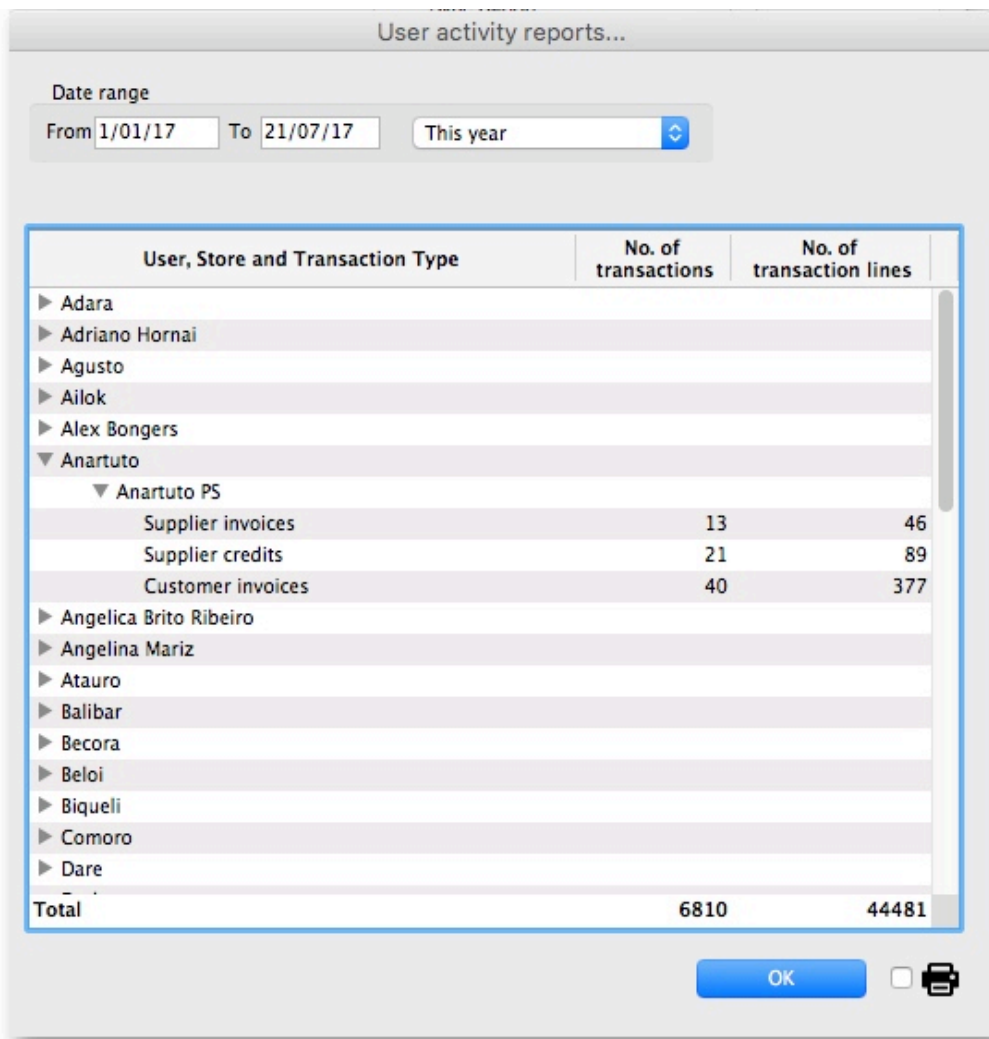 User activity reports...
Date range
From 1/01/17 To 21/07/17 This year
User, Store and Transaction Type No. of transactions No. of transaction lines
Adara
Adriano Hornai
Agusto
Ailok
Alex Bongers
Anartuto
Anartuto PS
Supplier invoices 13 46
Supplier credits 21 89
Customer invoices 40 377
Angelica Brito Ribeiro
Angelina Mariz
Atauro
Balibar
Becora
Beloi
Biqueli
Comoro
Dare
Total 6810 44481
OK